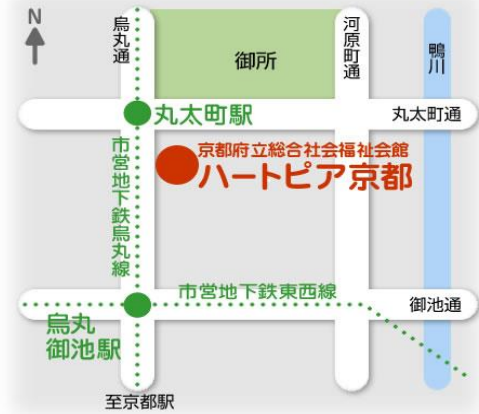 N
烏丸通
御所
河原町通
鴨川
丸太町駅
丸太町通
京都府立総合社会福祉会館
ハートピア京都
市営地下鉄烏丸線
市営地下鉄東西線
御池通
烏丸
御池駅
至京都駅